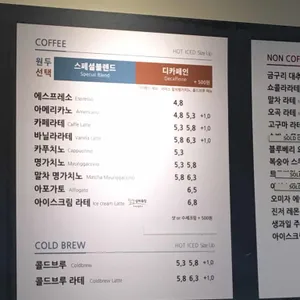 COFFEE HOT ICED Size Up
원두 선택
스페셜블렌드 Special Blend
디카페인 Decaffeine +500원
에스프레소 Espresso 4,8
아메리카노 Americano 4,8 5,3 +1,0
카페라떼 Caffe Latte 5,3 5,8 +1,0
바닐라라떼 Vanilla Latte 5,8 6,3 +1,0
카푸치노 Cappuccino 5,3
명가치노 5,3 5,8
말차 명가치노 5,8 6,3
아포가토 Affogato 6,5
아이스크림 라떼 Ice cream Latte 6,8
COLD BREW HOT ICED Size Up
콜드브루 Coldbrew 5,3 5,8 +1,0
콜드브루 라떼 Coldbrew Latte 5,8 6,3 +1,0
NON COF
금구리 대추
쇼콜라라떼
말차 라떼
오곡 라떼
고구마 라떼
블루베리 요
복숭아 스
오미자 에이
진저 레몬
생과일 주
아이스크림